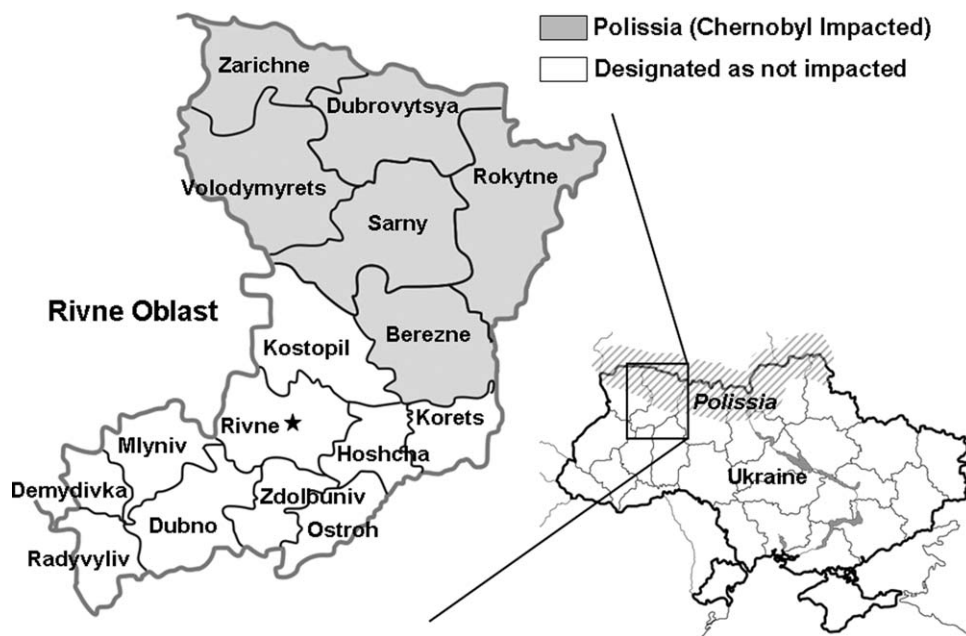 Polissia (Chernobyl Impacted)
Designated as not impacted
Zarichne
Dubrovytsya
Rokytne
Volodymyrets
Sarny
Rivne Oblast
Berezne
Kostopil
Korets
Rivne
Mlyniv
Hoshcha
Demydivka
Zdolbuniv
Dubno
Ostroh
Radyvyliv
Polissia
Ukraine